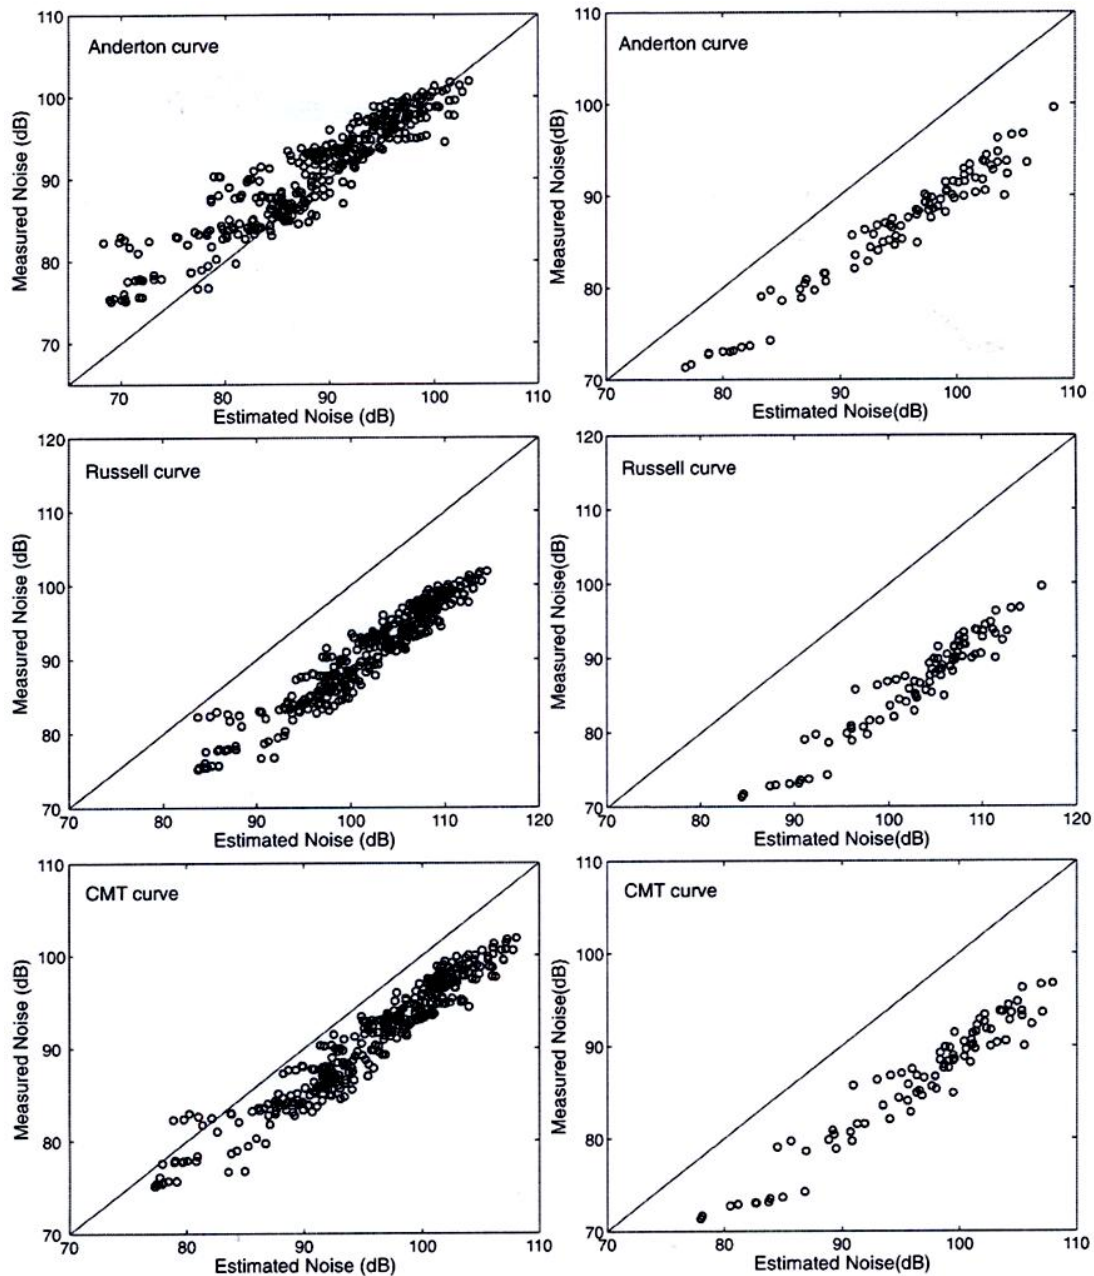 110
Anderton curve
100
90
80
70
Measured Noise (dB)
70 80 90 100 110
Estimated Noise (dB)
110
Anderton curve
100
90
80
70
Measured Noise(dB)
70 80 90 100 110
Estimated Noise(dB)
120
Russell curve
110
100
90
80
70
Measured Noise (dB)
70 80 90 100 110 120
Estimated Noise (dB)
120
Russell curve
110
100
90
80
70
Measured Noise(dB)
70 80 90 100 110 120
Estimated Noise(dB)
110
CMT curve
100
90
80
70
Measured Noise (dB)
70 80 90 100 110
Estimated Noise (dB)
110
CMT curve
100
90
80
70
Measured Noise(dB)
70 80 90 100 110
Estimated Noise(dB)